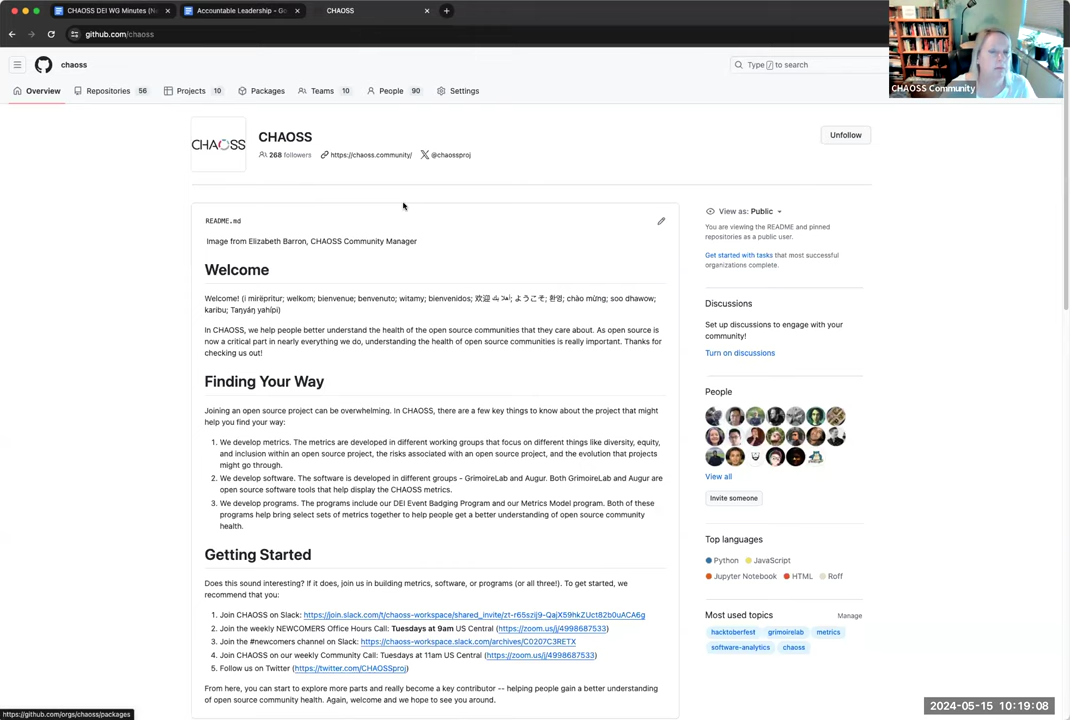 CHAOSS DEI WG Minutes (N
Accountable Leadership - Go
CHAOSS
github.com/chaoss
chaoss
Type / to search
Overview
Repositories 56
Projects 10
Packages
Teams 10
People 90
Settings
CHAOSS Community
CHAOSS
CHAOSS
268 followers
https://chaoss.community/
@chaossproj
Unfollow
README.md
Image from Elizabeth Barron, CHAOSS Community Manager
Welcome
Welcome! (i mirëpritur; welkom; bienvenue; benvenuto; witamy; bienvenidos; 欢迎 ようこそ; 환영; chào mừng; soo dhawow;
karibu; Taŋyáŋ yahípi)
In CHAOSS, we help people better understand the health of the open source communities that they care about. As open source is
now a critical part in nearly everything we do, understanding the health of open source communities is really important. Thanks for
checking us out!
Finding Your Way
Joining an open source project can be overwhelming. In CHAOSS, there are a few key things to know about the project that might
help you find your way:
1. We develop metrics. The metrics are developed in different working groups that focus on different things like diversity, equity,
and inclusion within an open source project, the risks associated with an open source project, and the evolution that projects
might go through.
2. We develop software. The software is developed in different groups - GrimoireLab and Augur. Both GrimoireLab and Augur are
open source software tools that help display the CHAOSS metrics.
3. We develop programs. The programs include our DEI Event Badging Program and our Metrics Model program. Both of these
programs help bring select sets of metrics together to help people get a better understanding of open source community
health.
Getting Started
Does this sound interesting? If it does, join us in building metrics, software, or programs (or all three!). To get started, we
recommend that you:
1. Join CHAOSS on Slack: https://join.slack.com/t/chaoss-workspace/shared_invite/zt-r65szij9-QajX59hkZUct82b0uACA6g
2. Join the weekly NEWCOMERS Office Hours Call: Tuesdays at 9am US Central (https://zoom.us/j/4998687533)
3. Join the #newcomers channel on Slack: https://chaoss-workspace.slack.com/archives/C0207C3RETX
4. Join CHAOSS on our weekly Community Call: Tuesdays at 11am US Central (https://zoom.us/j/4998687533)
5. Follow us on Twitter (https://twitter.com/CHAOSSproj)
From here, you can start to explore more parts and really become a key contributor -- helping people gain a better understanding
of open source community health. Again, welcome and we hope to see you around.
View as: Public
You are viewing the README and pinned
repositories as a public user.
Get started with tasks that most successful
organizations complete.
Discussions
Set up discussions to engage with your
community!
Turn on discussions
People
View all
Invite someone
Top languages
Python JavaScript
Jupyter Notebook HTML Roff
Most used topics Manage
hacktoberfest grimoirelab metrics
software-analytics chaoss
https://github.com/orgs/chaoss/packages
2024-05-15 10:19:08